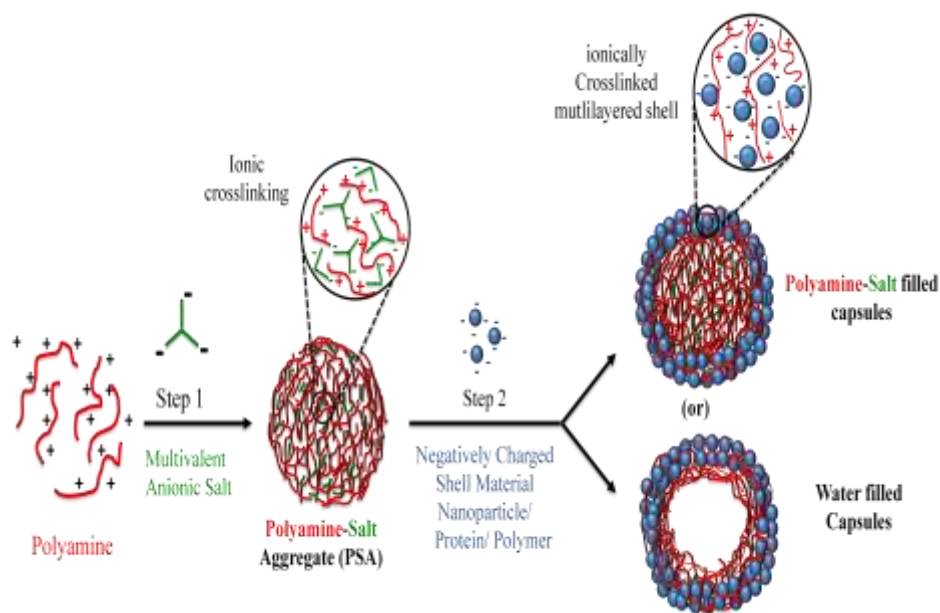 ionically
Crosslinked
mutlilayered shell
Ionic
crosslinking
Polyamine-Salt filled
capsules
Step 1
Step 2
(or)
Multivalent
Anionic Salt
Negatively Charged
Shell Material
Nanoparticle/
Protein/ Polymer
Polyamine
Polyamine-Salt
Aggregate (PSA)
Water filled
Capsules